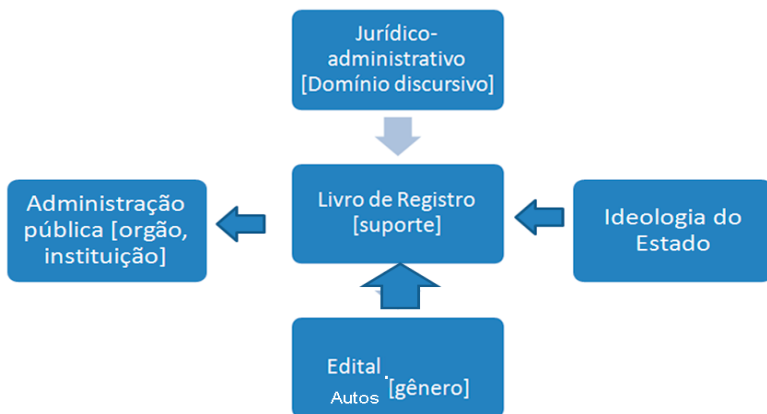 Jurídico-
administrativo
[Domínio discursivo]
Administração
pública [orgão,
instituição]
Livro de Registro
[suporte]
Ideologia do
Estado
Edital .
Autos [gênero]